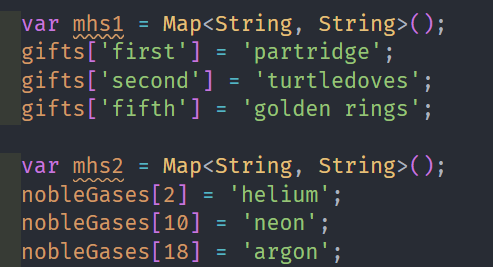 var mhs1 = Map<String, String>();
gifts['first'] = 'partridge';
gifts['second'] = 'turtledoves';
gifts['fifth'] = 'golden rings';
var mhs2 = Map<String, String>();
nobleGases[2] = 'helium';
nobleGases[10] = 'neon';
nobleGases[18] = 'argon';